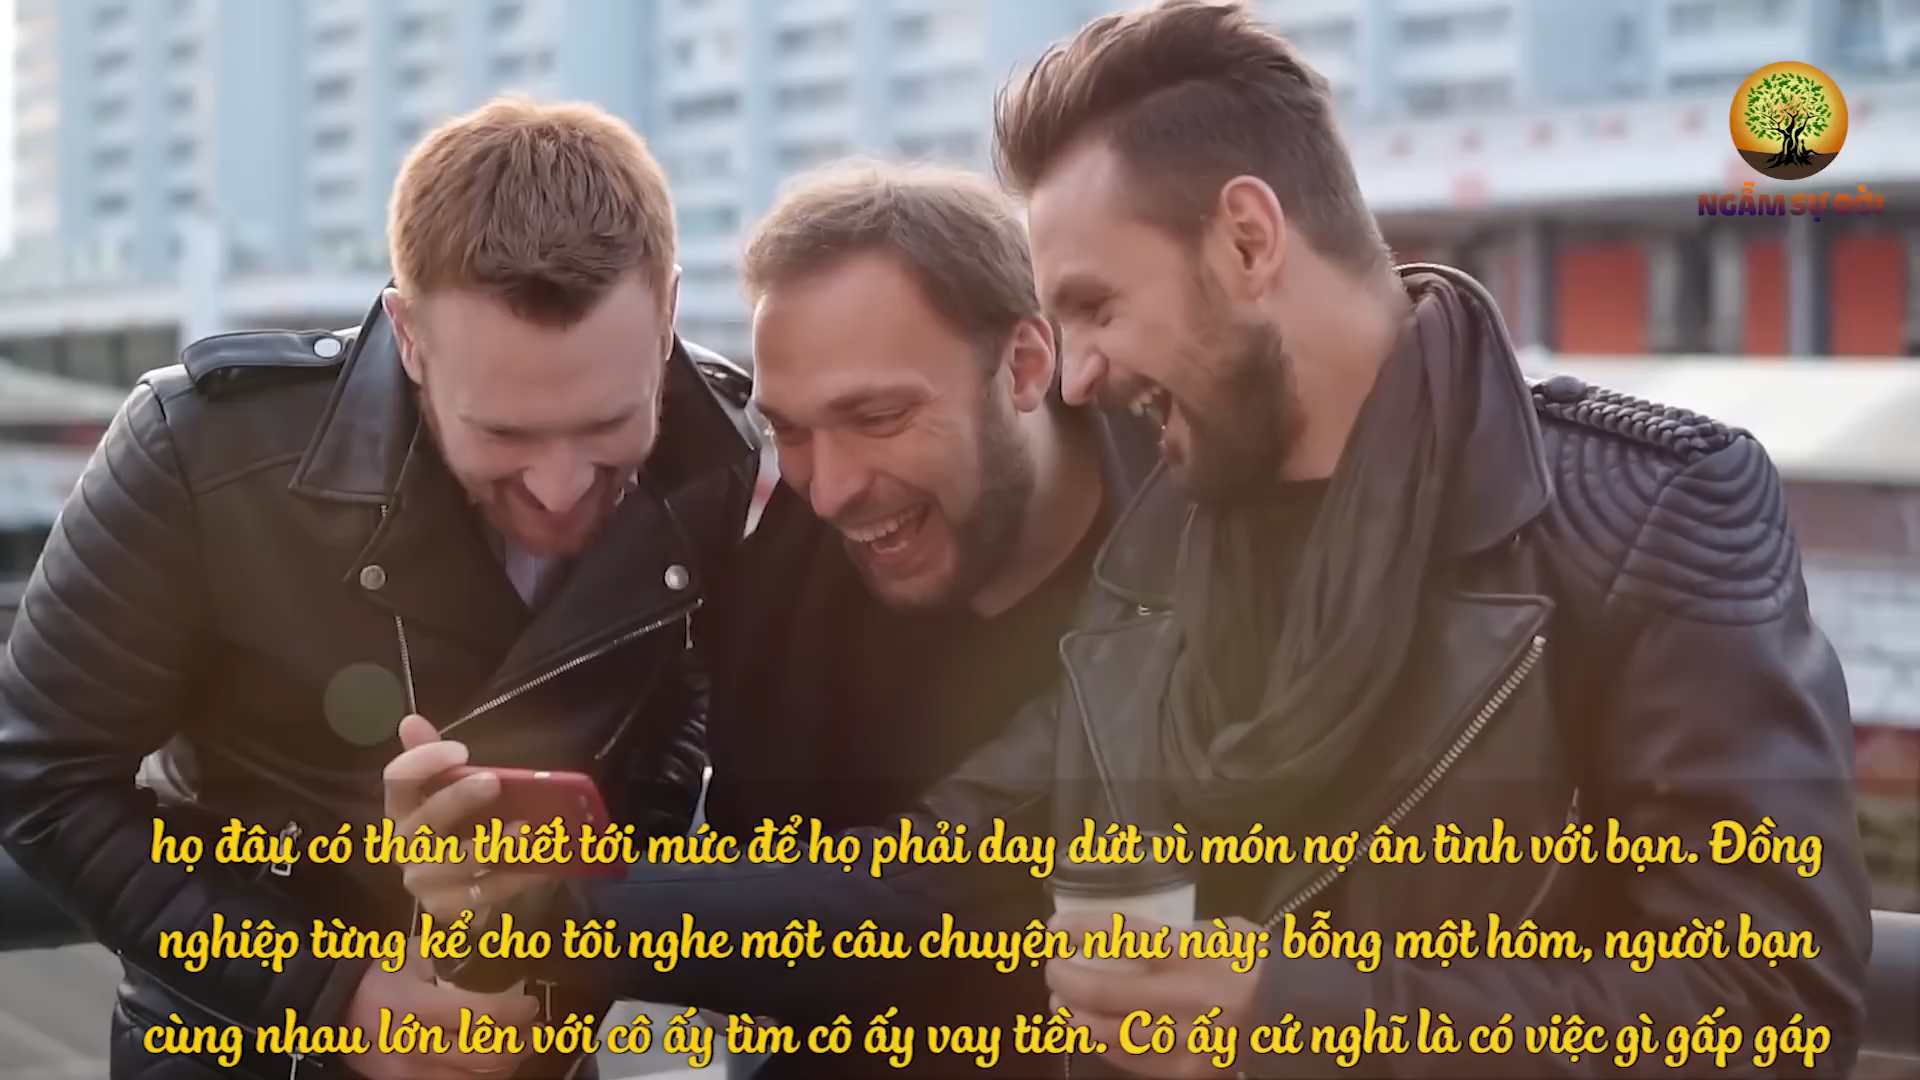 NGẪM SỰ ĐỜI
họ đâu có thân thiết tới mức để họ phải day dứt vì món nợ ân tình với bạn. Đồng
nghiệp từng kể cho tôi nghe một câu chuyện như này: bỗng một hôm, người bạn
cùng nhau lớn lên với cô ấy tìm cô ấy vay tiền. Cô ấy cứ nghĩ là có việc gì gấp gáp